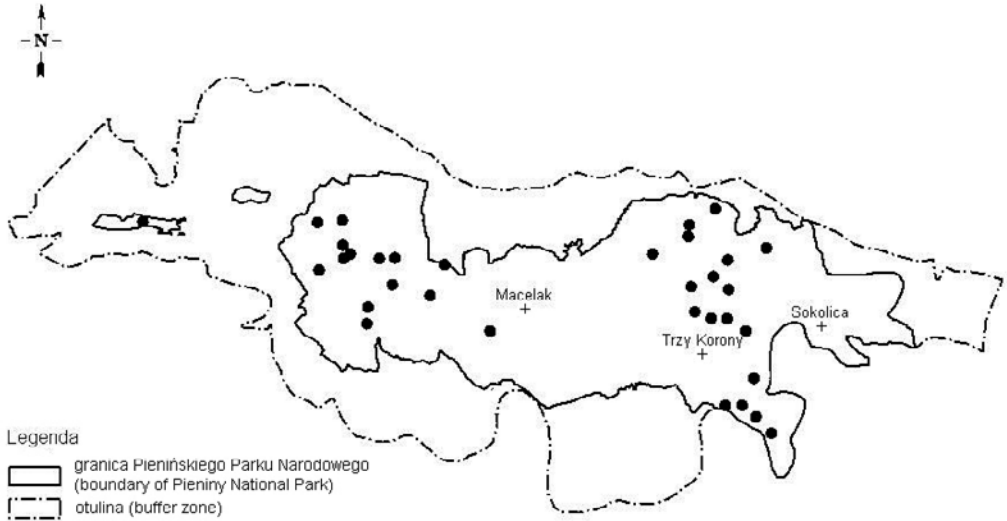 N
Macelak
Sokolica
Trzy Korony
Legenda
granica Pienińskiego Parku Narodowego
(boundary of Pieniny National Park)
otulina (buffer zone)